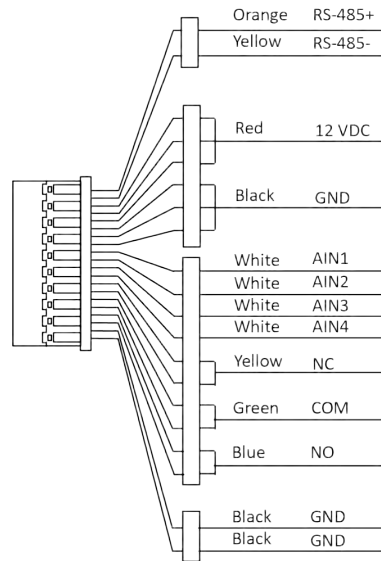 Orange RS-485+
Yellow RS-485-
Red 12 VDC
Black GND
White AIN1
White AIN2
White AIN3
White AIN4
Yellow NC
Green COM
Blue NO
Black GND
Black GND